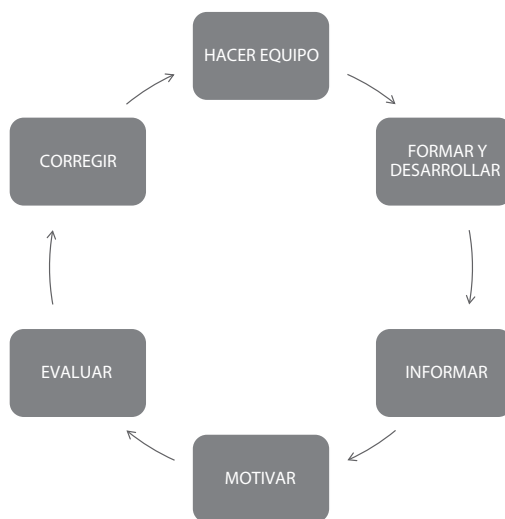 HACER EQUIPO
FORMAR Y
DESARROLLAR
INFORMAR
MOTIVAR
EVALUAR
CORREGIR